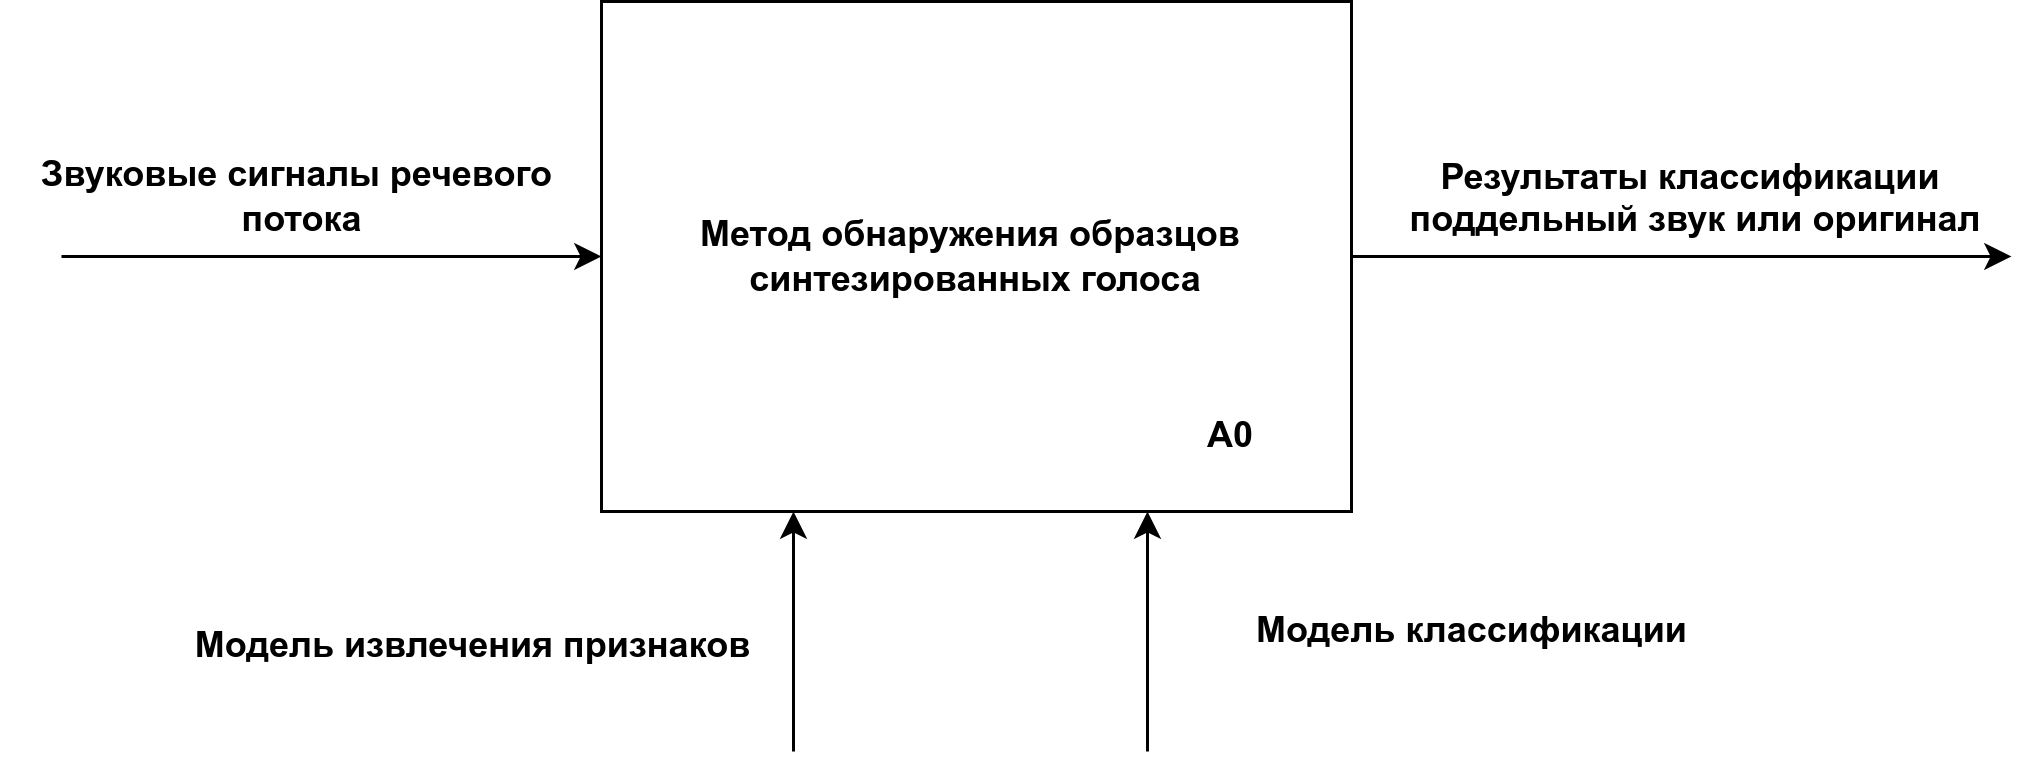 Звуковые сигналы речевого
потока
Метод обнаружения образцов
синтезированных голоса
A0
Результаты классификации
поддельный звук или оригинал
Модель извлечения признаков
Модель классификации